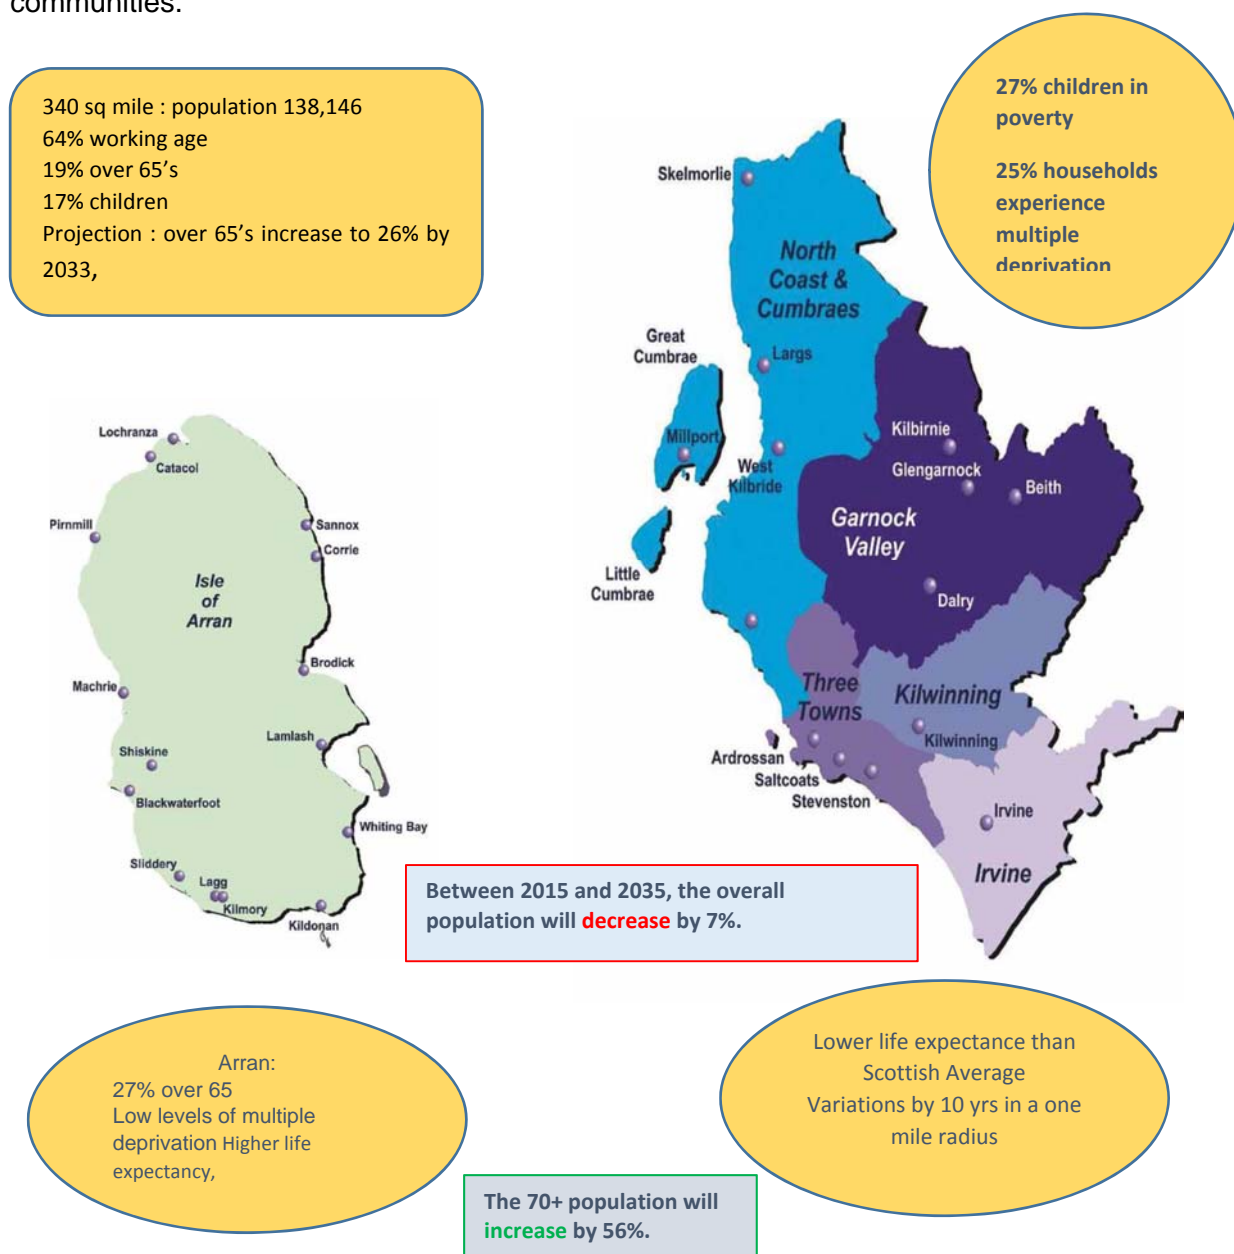 communities.
340 sq mile : population 138,146
64% working age
19% over 65's
17% children
Projection : over 65's increase to 26% by
2033,
27% children in
poverty
25% households
experience
multiple
deprivation
Skelmorlie
North
Coast &
Cumbraes
Great
Cumbrae
Largs
Millport
West
Kilbride
Little
Cumbrae
Kilbirnie
Glengarnock
Beith
Garnock
Valley
Dalry
Three
Towns
Kilwinning
Kilwinning
Ardrossan
Saltcoats
Stevenston
Irvine
Irvine
Lochranza
Catacol
Pirnmill
Sannox
Corrie
Isle
of
Arran
Brodick
Machrie
Lamlash
Shiskine
Blackwaterfoot
Whiting Bay
Sliddery
Lagg
Kilmory
Kildonan
Between 2015 and 2035, the overall
population will decrease by 7%.
Arran:
27% over 65
Low levels of multiple
deprivation Higher life
expectancy,
Lower life expectance than
Scottish Average
Variations by 10 yrs in a one
mile radius
The 70+ population will
increase by 56%.